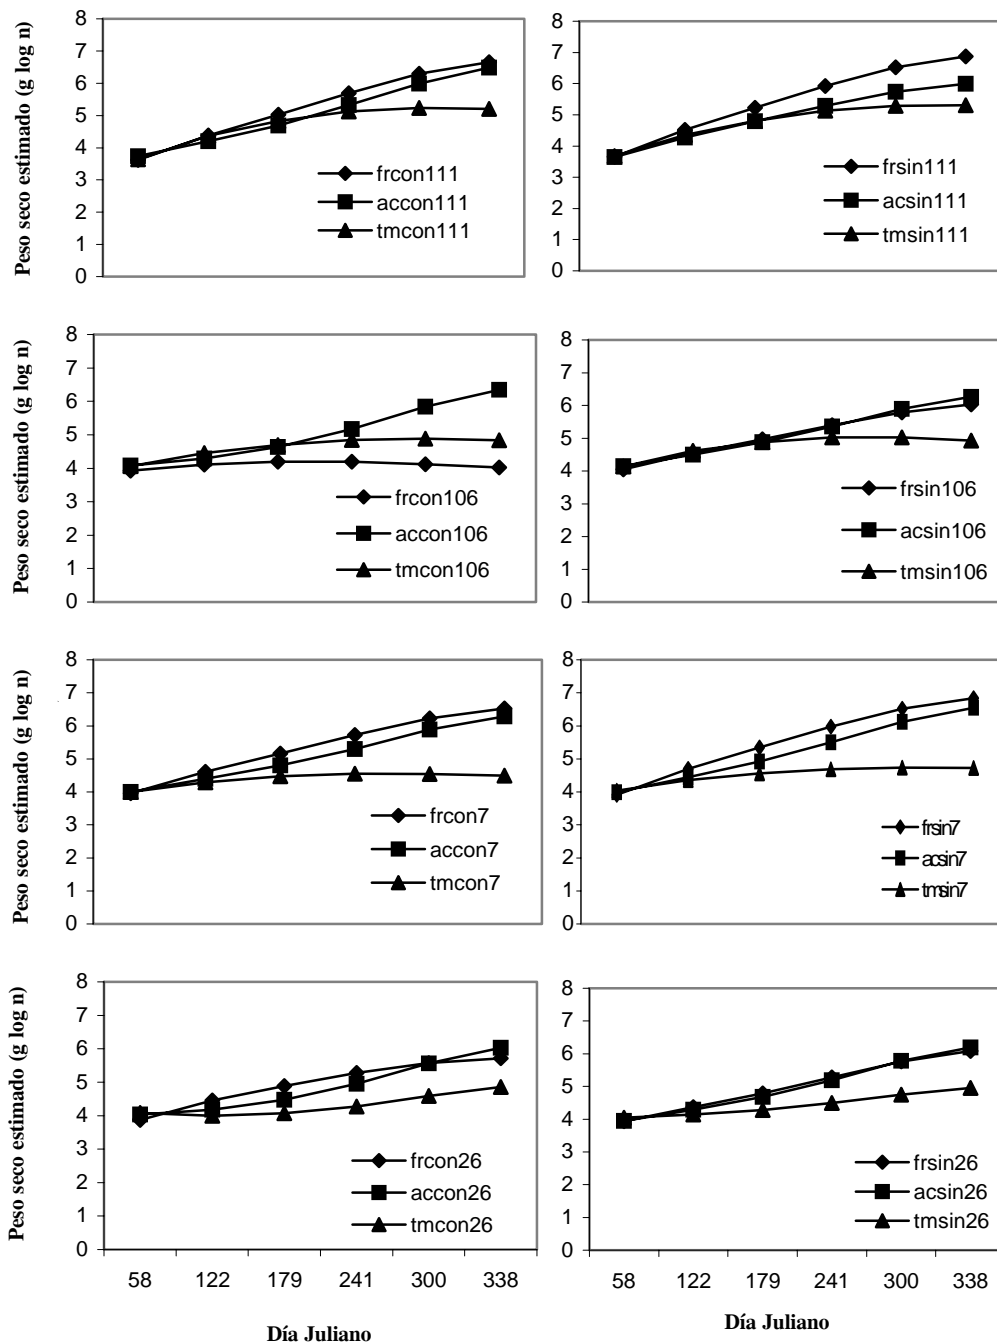 Peso seco estimado (g log n)
8
7
6
5
4
3
2
1
0
frcon111
accon111
tmcon111
8
7
6
5
4
3
2
1
0
frsin111
acsin111
tmsin111
Peso seco estimado (g log n)
8
7
6
5
4
3
2
1
0
frcon106
accon106
tmcon106
8
7
6
5
4
3
2
1
0
frsin106
acsin106
tmsin106
Peso seco estimado (g log n)
8
7
6
5
4
3
2
1
0
frcon7
accon7
tmcon7
8
7
6
5
4
3
2
1
0
frsin7
acsin7
tmsin7
Peso seco estimado (g log n)
8
7
6
5
4
3
2
1
0
frcon26
accon26
tmcon26
58 122 179 241 300 338
Día Juliano
8
7
6
5
4
3
2
1
0
frsin26
acsin26
tmsin26
58 122 179 241 300 338
Día Juliano